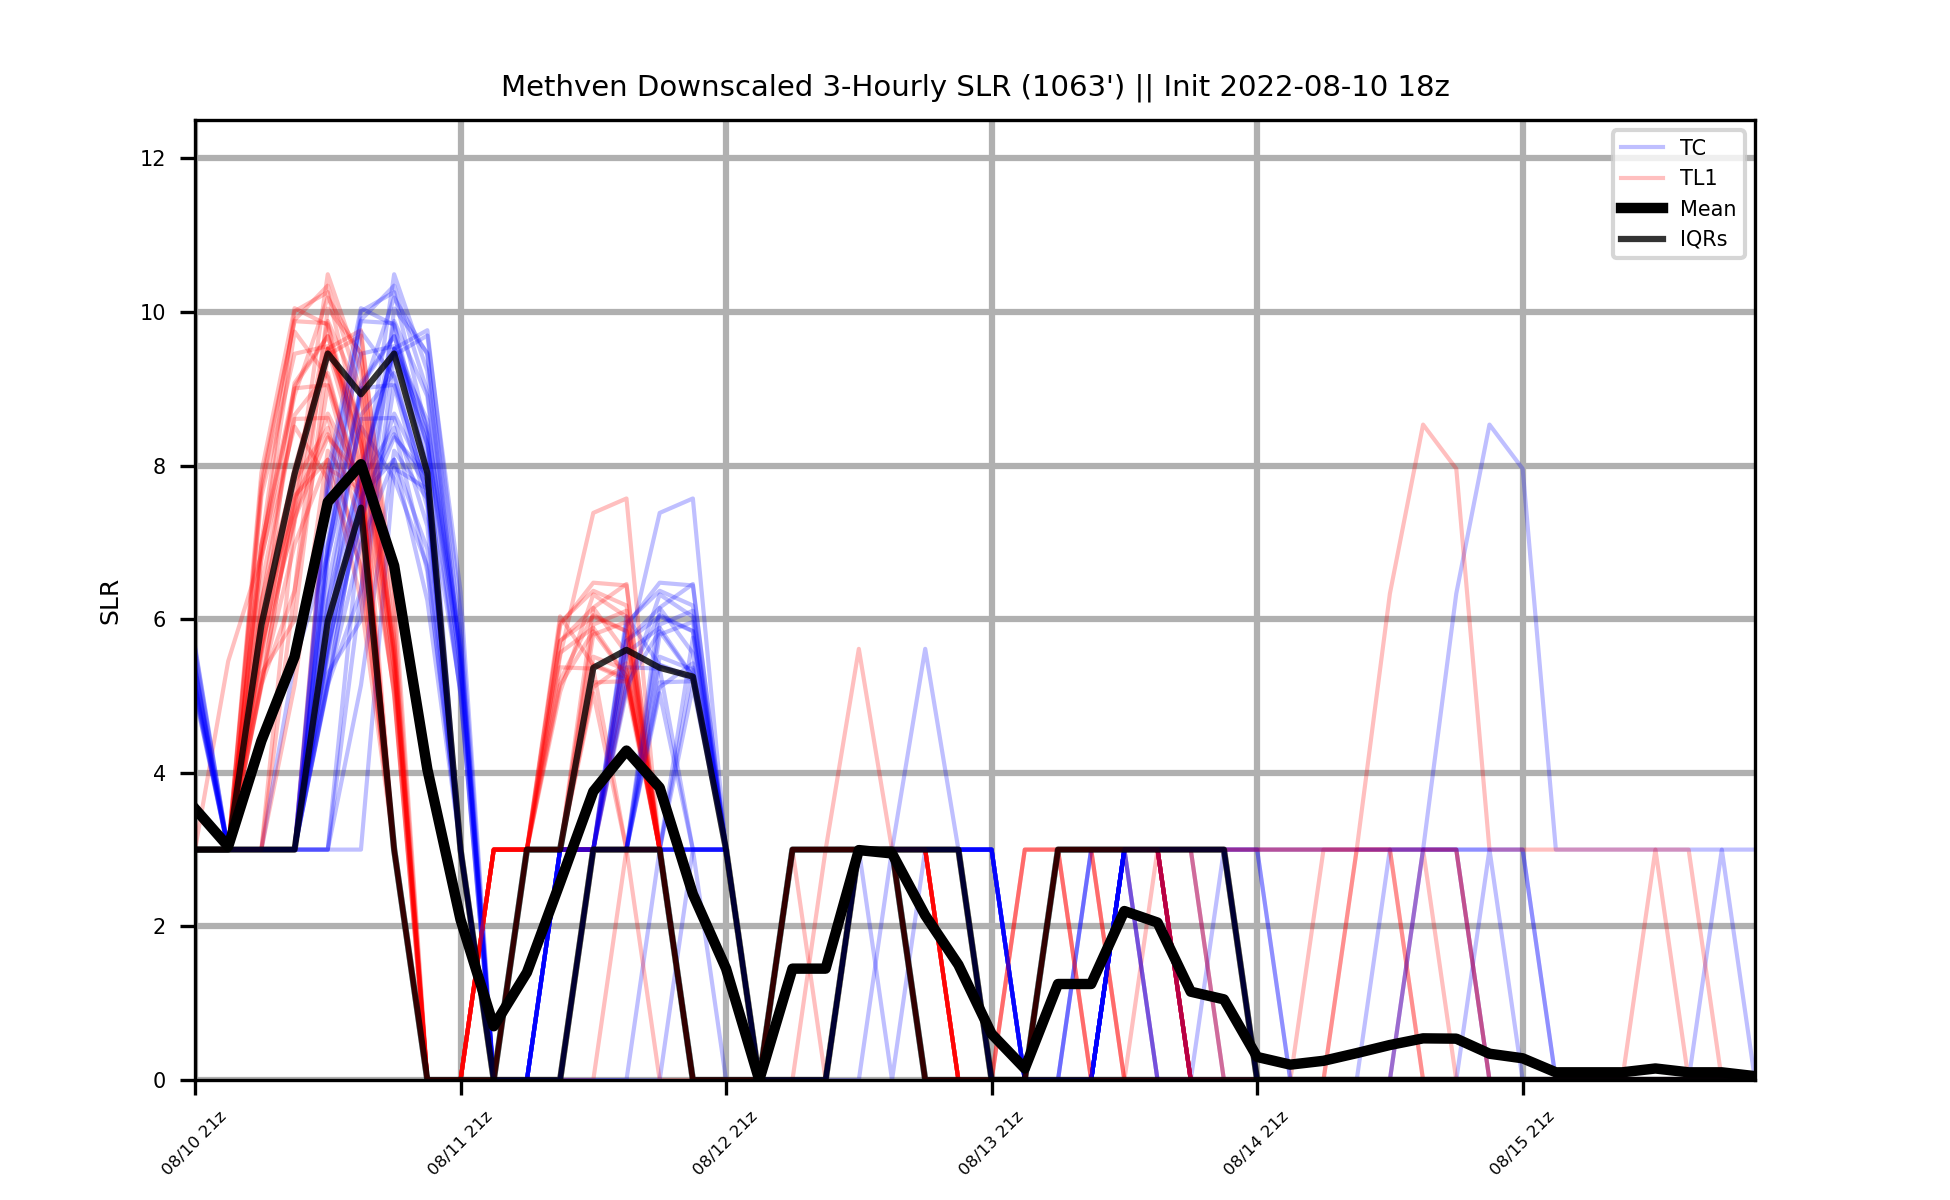 Methven Downscaled 3-Hourly SLR (1063') || Init 2022-08-10 18z
TC
TL1
Mean
IQRs
SLR
12
10
8
6
4
2
0
08/10 21z
08/11 21z
08/12 21z
08/13 21z
08/14 21z
08/15 21z